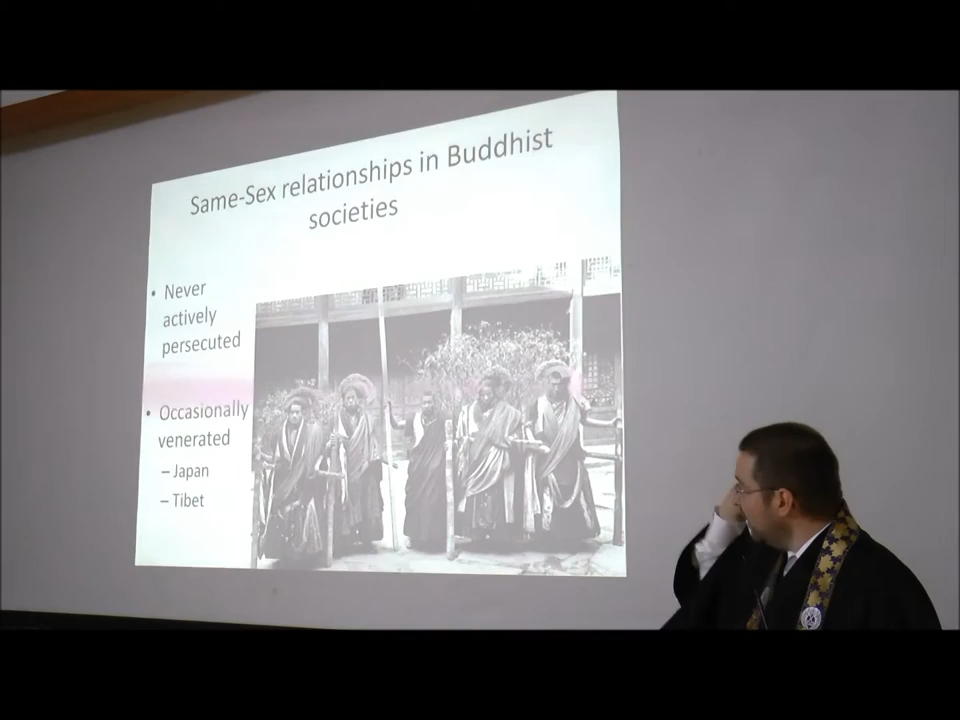 Same-Sex relationships in Buddhist
societies
• Never
actively
persecuted
• Occasionally
venerated
– Japan
– Tibet